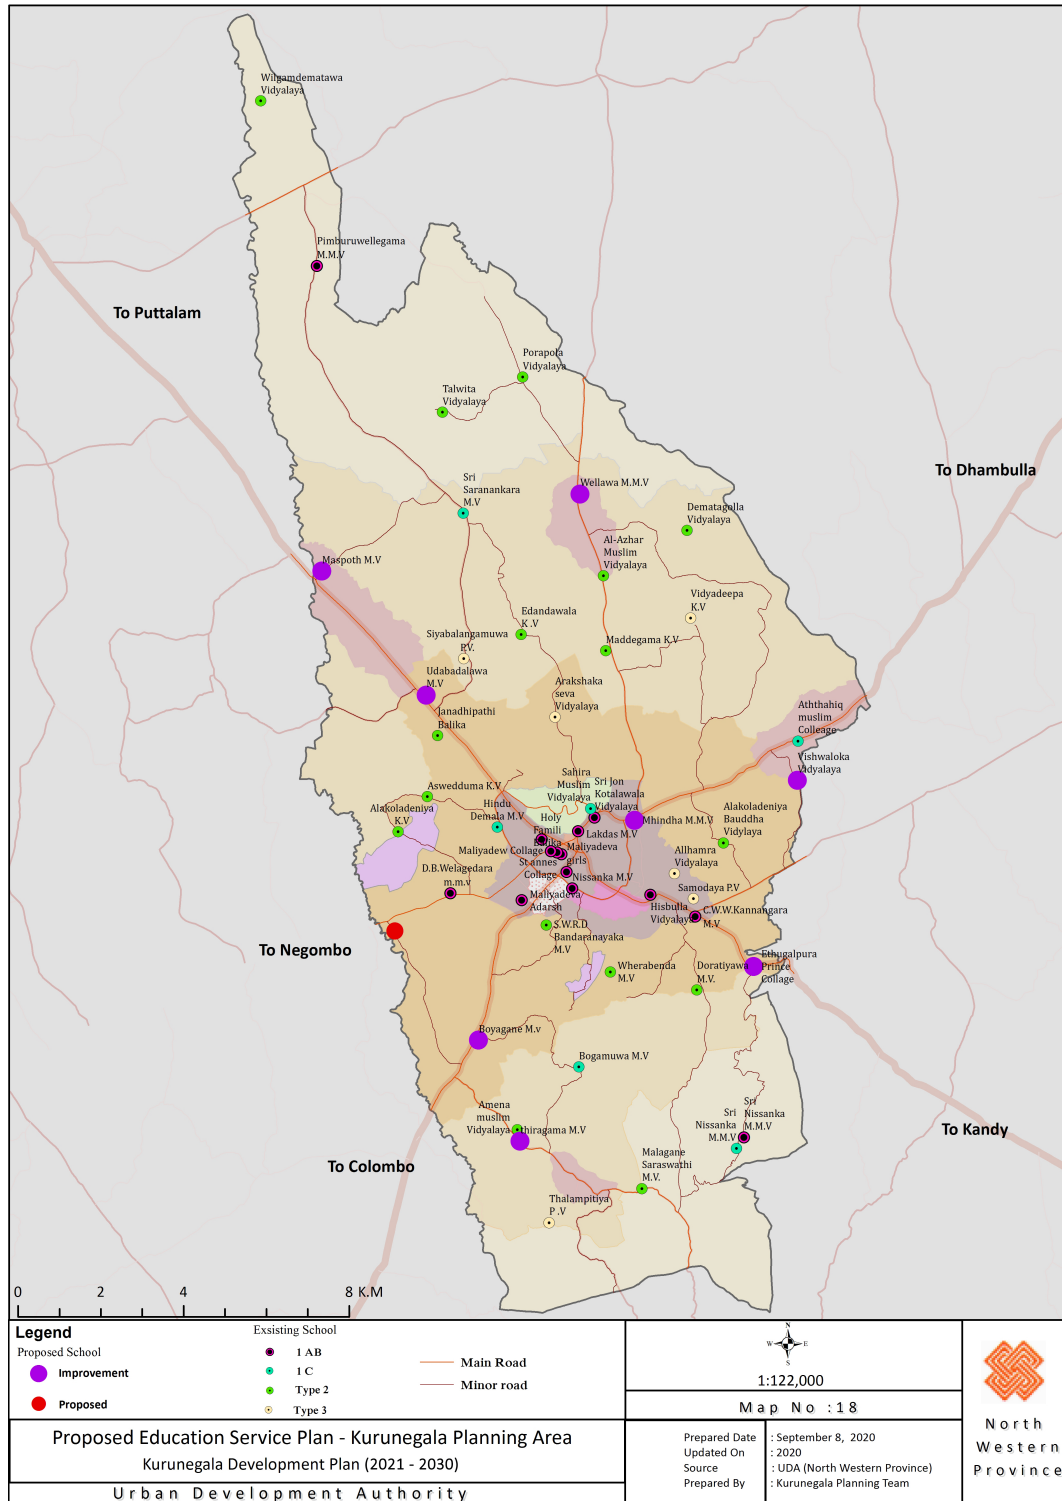 Wilgamdematawa
Vidyalaya
Pimburuwellegama
M.M.V
To Puttalam
Porapola
Vidyalaya
Talwita
Vidyalaya
To Dhambulla
Sri
Saranankara
M.V
Wellawa M.M.V
Dematagolla
Vidyalaya
Al-Azhar
Muslim
Vidyalaya
Maspoth M.V
Vidyadeepa
K.V
Edandawala
K .V
Siyabalangamuwa
P.V.
Maddegama K.V
Udabadalawa
M.V
Arakshaka
seva
Vidyalaya
Janadhipathi
Balika
Aththahiq
muslim
Colleage
Vishwaloka
Vidyalaya
Sahira
Muslim
Vidyalaya
Sri Jon
Kotalawala
Vidyalaya
Aswedduma K.V
Hindu
Demala M.V
Alakoladeniya
K.V
Holy
Famili
Balika
Lakdas M.V
Mhindha M.M.V
Alakoladeniya
Bauddha
Vidylaya
Maliyadew Collage
Maliyadeva
girls
Allhamra
Vidyalaya
St annes
Collage
D.B.Welagedara
m.m.v
Nissanka M.V
Samodaya P.V
Maliyadeva
Adarsh
Hisbulla
Vidyalaya
C.W.W.Kannangara
M.V
S.W.R.D
Bandaranayaka
M.V
To Negombo
Wherabenda
M.V
Doratiyawa
M.V.
Ethugalpura
Prince
Collage
Boyagane M.v
Bogamuwa M.V
Amena
muslim
Vidyalaya
thiragama M.V
Sri
Nissanka
M.M.V
Sri
Nissanka
M.M.V
To Kandy
To Colombo
Malagane
Saraswathi
M.V.
Thalampitiya
P .V
0 2 4 8 K.M
Legend
Proposed School
Improvement
Proposed
Exsisting School
1 AB
1 C
Type 2
Type 3
Main Road
Minor road
N
W E
S
1:122,000
Map No :18
Proposed Education Service Plan - Kurunegala Planning Area
Kurunegala Development Plan (2021 - 2030)
Urban Development Authority
Prepared Date : September 8, 2020
Updated On : 2020
Source : UDA (North Western Province)
Prepared By : Kurunegala Planning Team
North
Western
Province